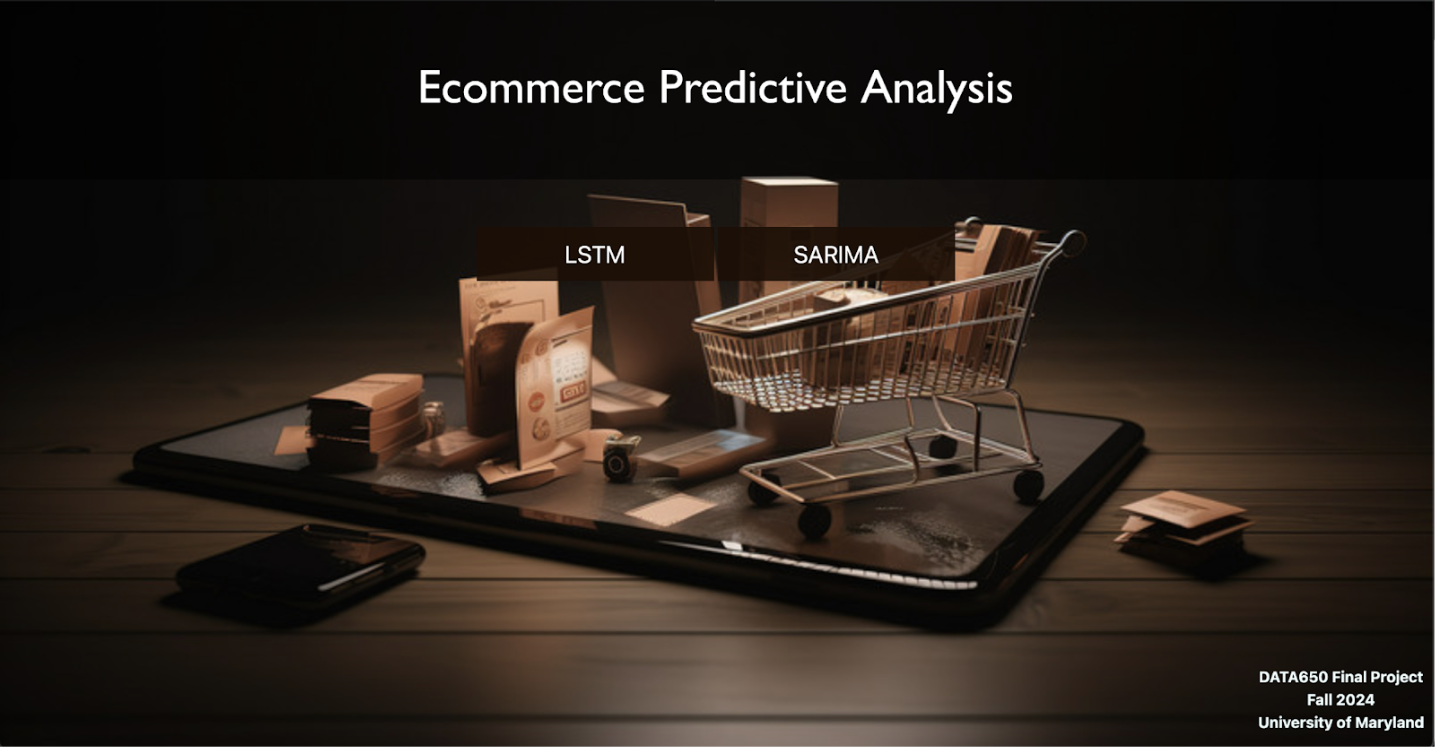 Ecommerce Predictive Analysis
LSTM
SARIMA
DATA650 Final Project
Fall 2024
University of Maryland